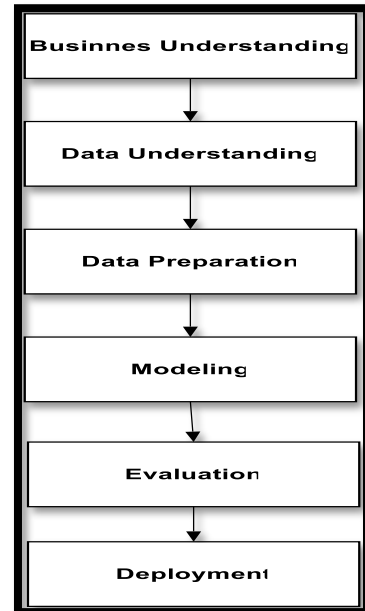 Businnes Understanding
Data Understanding
Data Preparation
Modeling
Evaluation
Deployment